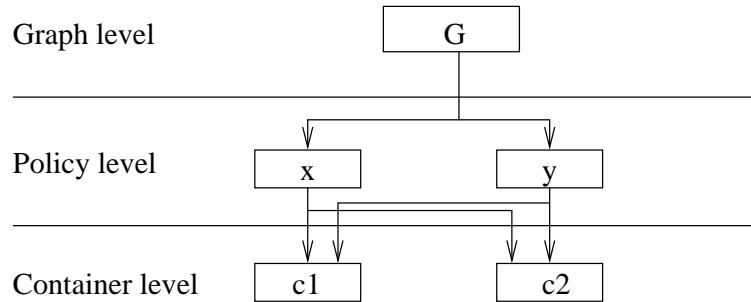 Graph level
G
Policy level
x
y
Container level
c1
c2